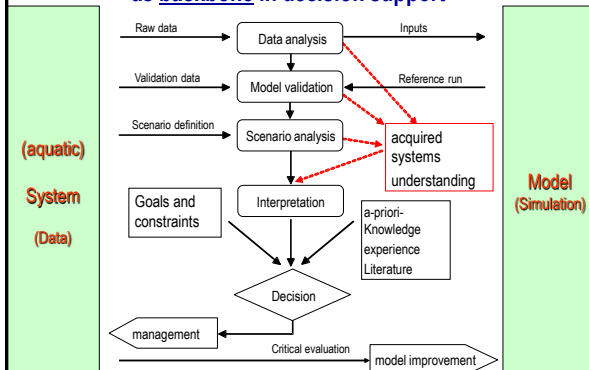 as backbone in decision support
Raw data
Data analysis
Inputs
Validation data
Model validation
Reference run
Scenario definition
Scenario analysis
acquired
systems
understanding
(aquatic)
System
(Data)
Model
(Simulation)
Goals and
constraints
Interpretation
a-priori-
Knowledge
experience
Literature
Decision
management
Critical evaluation
model improvement